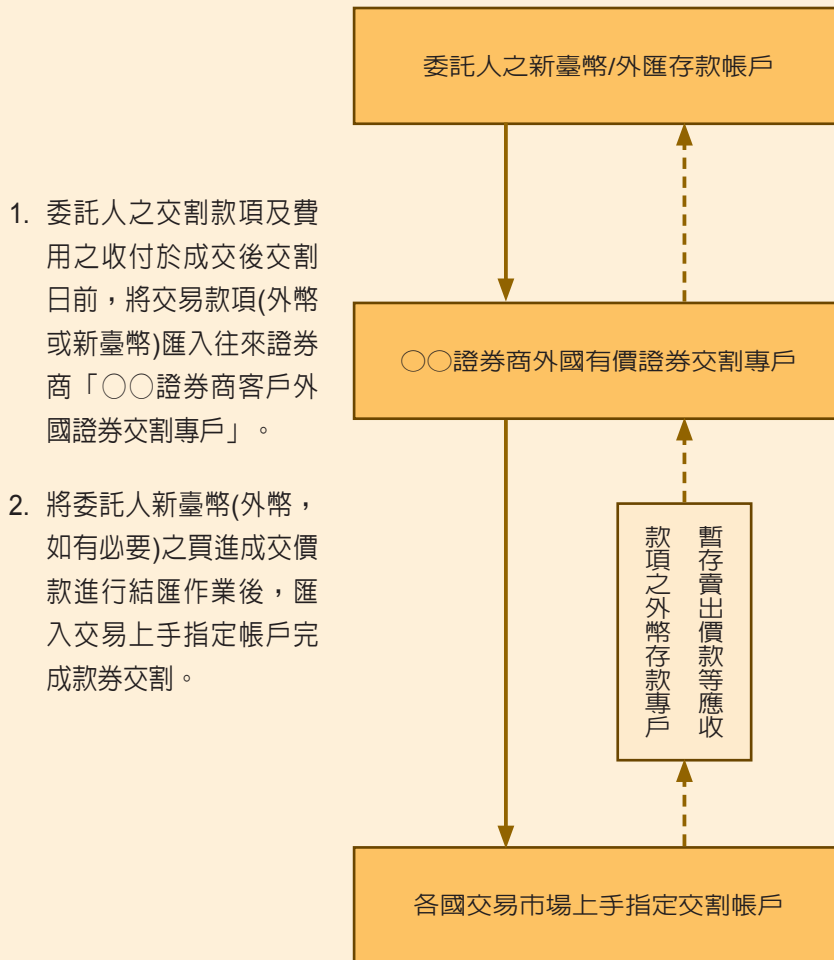 委託人之新臺幣/外匯存款帳戶
1. 委託人之交割款項及費
用之收付於成交後交割
日前，將交易款項(外幣
或新臺幣)匯入往來證券
商「○○證券商客戶外
國證券交割專戶」。
○○證券商外國有價證券交割專戶
2. 將委託人新臺幣(外幣，
如有必要)之買進成交價
款進行結匯作業後，匯
入交易上手指定帳戶完
成款券交割。
暫存賣出價款等應收
款項之外幣存款專戶
各國交易市場上手指定交割帳戶